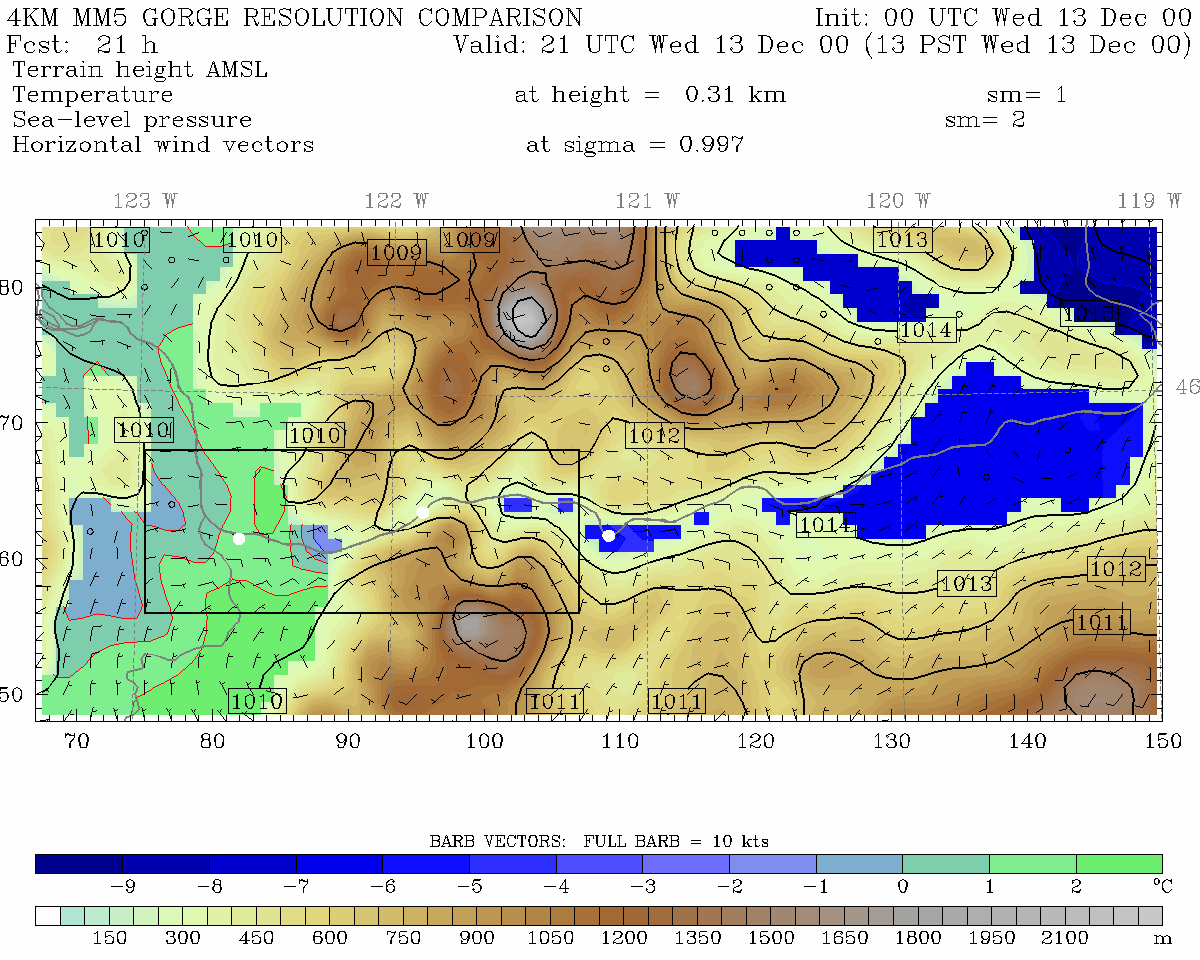 4KM MM5 GORGE RESOLUTION COMPARISON Init: 00 UTC Wed 13 Dec 00
Fcst: 21 h Valid: 21 UTC Wed 13 Dec 00 (13 PST Wed 13 Dec 00)
Terrain height AMSL
Temperature at height = 0.31 km sm= 1
Sea-level pressure sm= 2
Horizontal wind vectors at sigma = 0.997
123 W 122 W 121 W 120 W 119 W
1010 1010 1009 1009 1013
80
1014
46
70
1010 1010 1012
1014
60
1012
1013
1011
50
1010 1011 1011
70 80 90 100 110 120 130 140 150
BARB VECTORS: FULL BARB = 10 kts
-9 -8 -7 -6 -5 -4 -3 -2 -1 0 1 2 °C
150 300 450 600 750 900 1050 1200 1350 1500 1650 1800 1950 2100 m